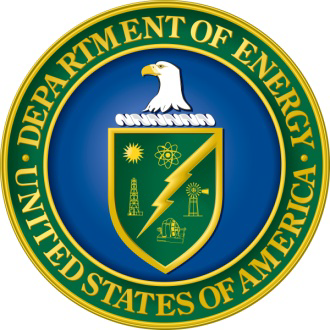 DEPARTMENT OF ENERGY
UNITED STATES OF AMERICA